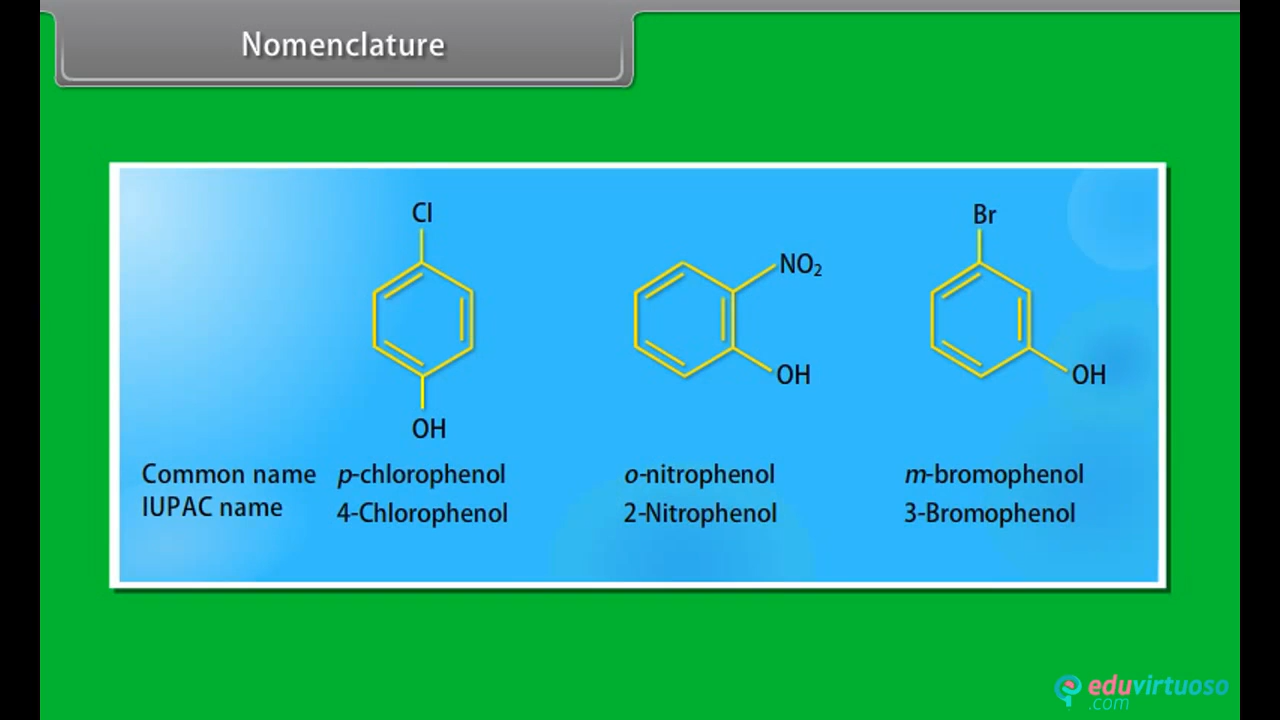 Nomenclature
Cl
OH
NO₂
OH
Br
OH
Common name p-chlorophenol o-nitrophenol m-bromophenol
IUPAC name 4-Chlorophenol 2-Nitrophenol 3-Bromophenol
eduvirtuoso
.com